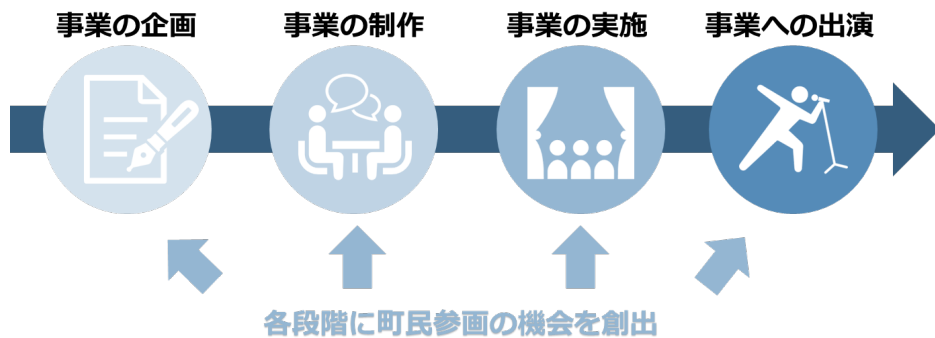 事業の企画
事業の制作
事業の実施
事業への出演
各段階に町民参画の機会を創出